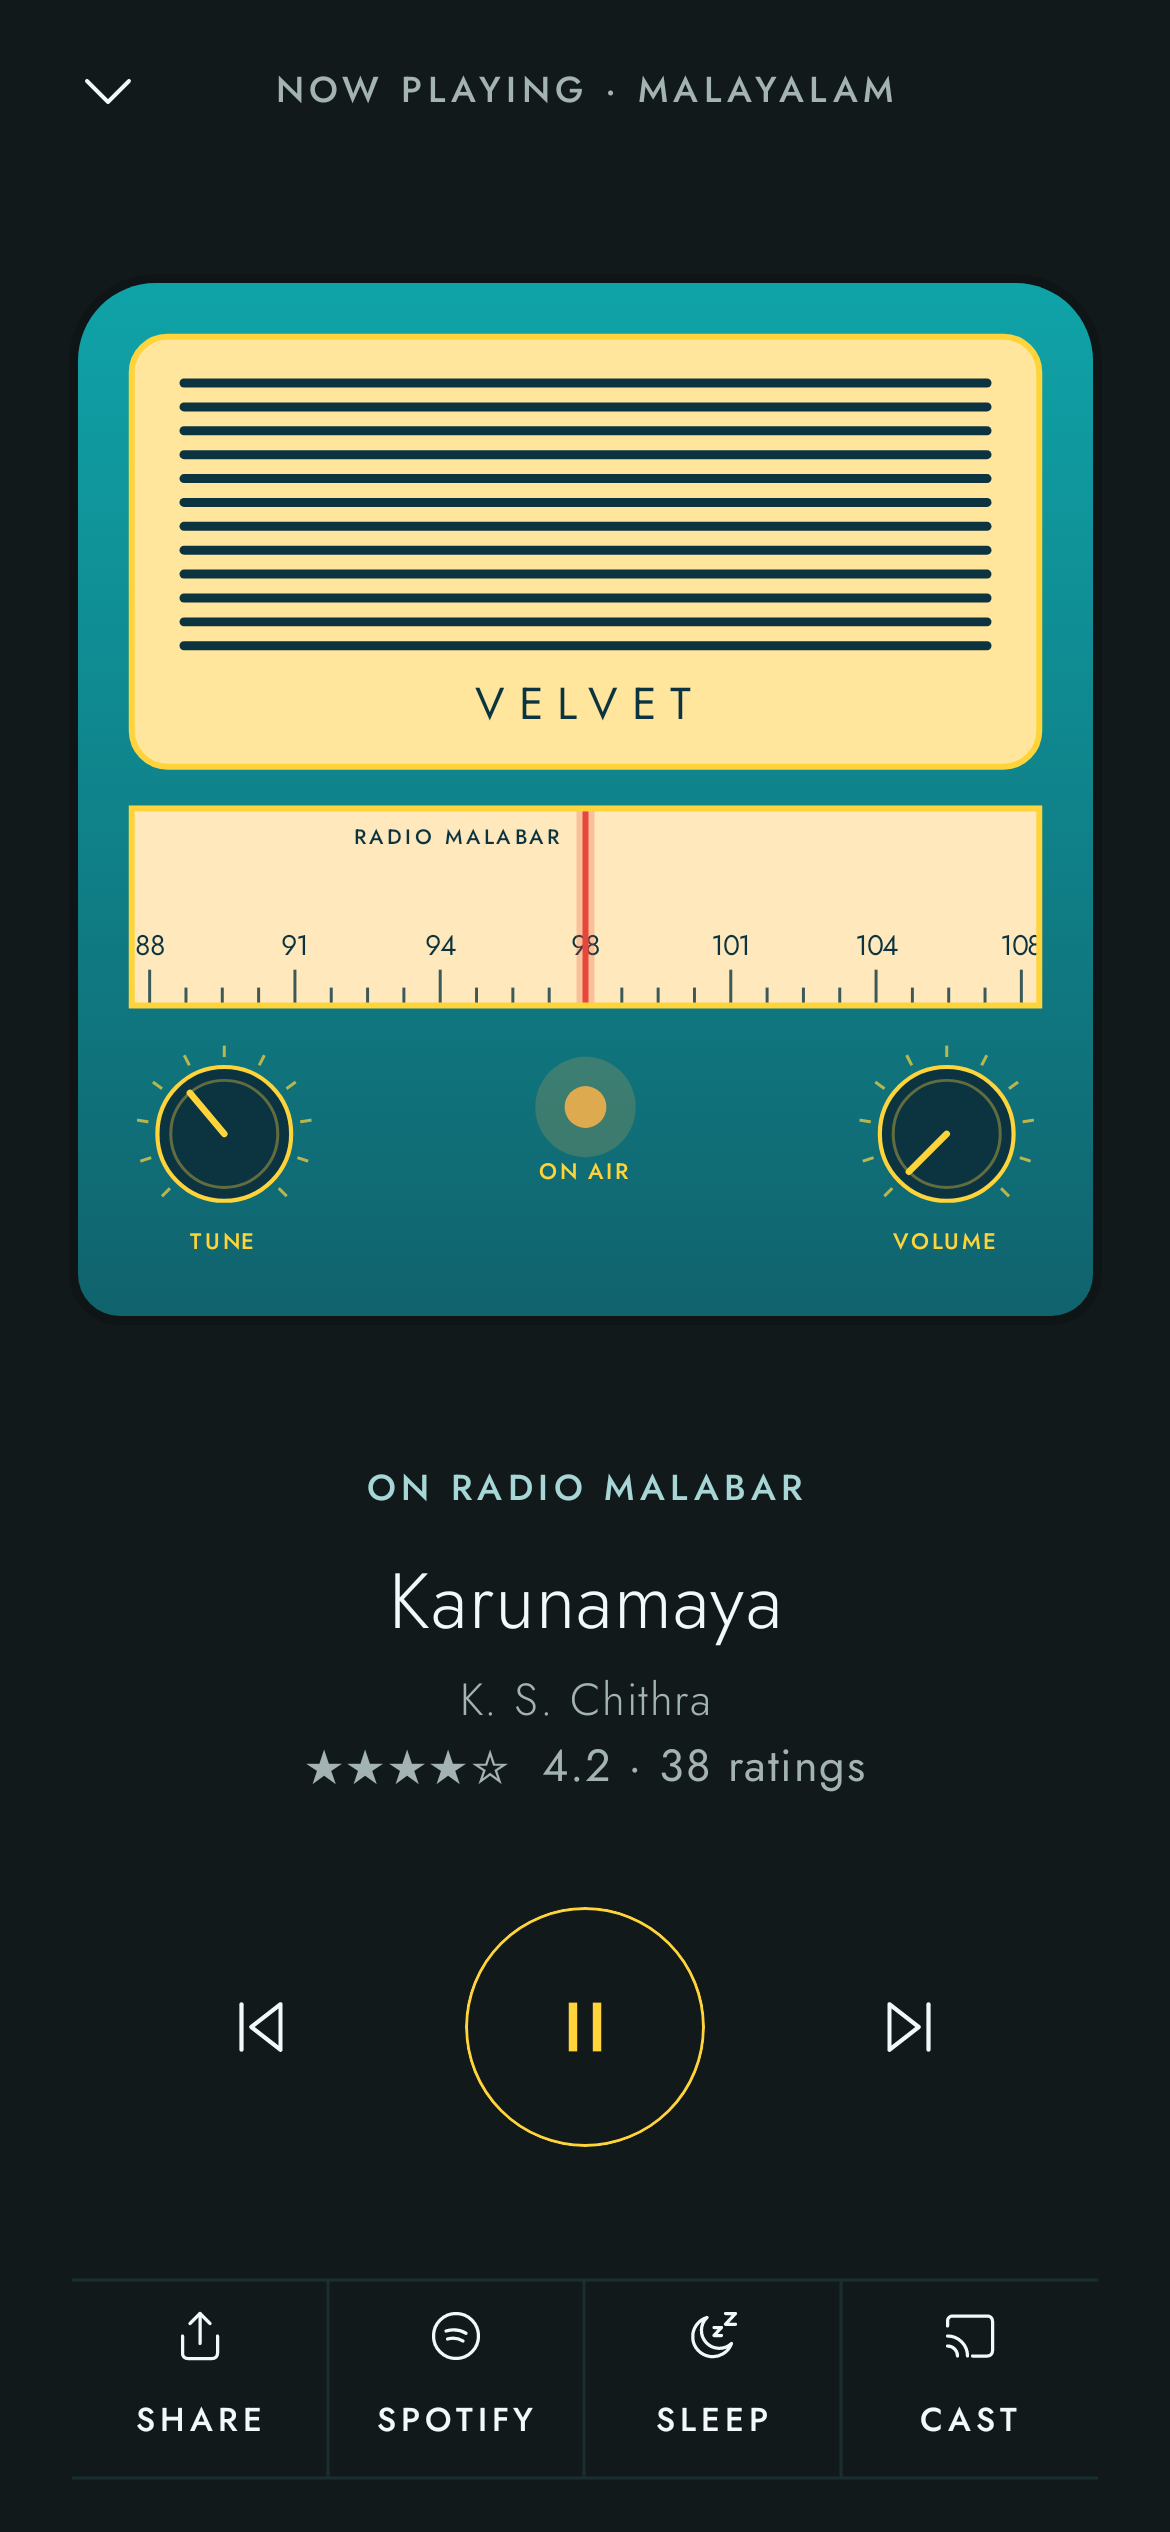 NOW PLAYING · MALAYALAM
VELVET
RADIO MALABAR
88 91 94 98 101 104 108
ON AIR
TUNE VOLUME
ON RADIO MALABAR
Karunamaya
K. S. Chithra
★★★★☆ 4.2 · 38 ratings
SHARE SPOTIFY SLEEP CAST